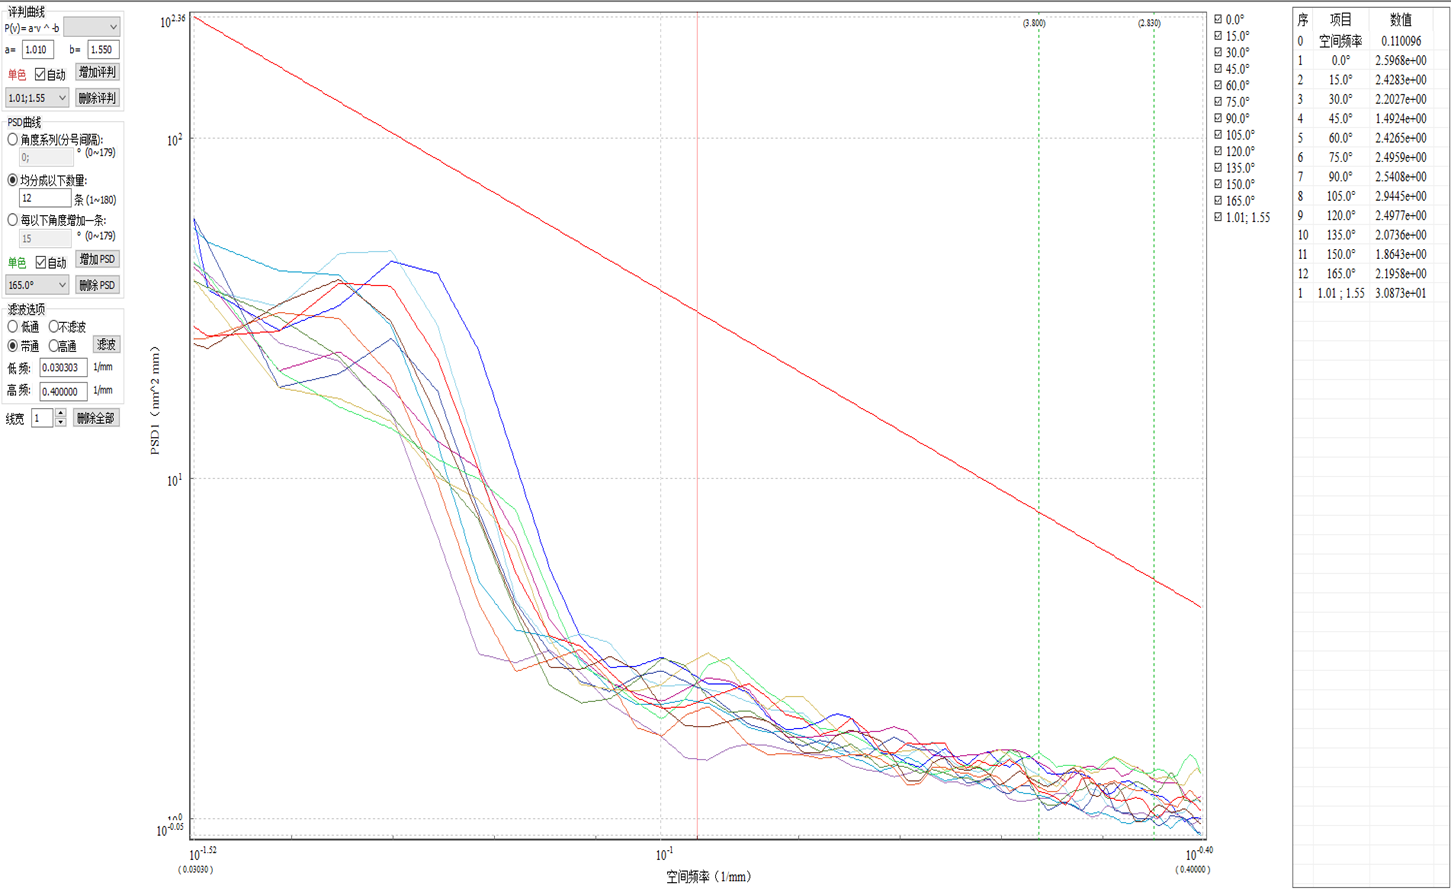 评判曲线
P(v)= a·v ^ -b
a= 1.010 b= 1.550
单色 自动 增加评判
1.01;1.55 删除评判
PSD曲线
角度系列(分号间隔):
0; ° (0~179)
均分成以下数量:
12 条 (1~180)
每以下角度增加一条:
15 ° (0~179)
单色 自动 增加 PSD
165.0° 删除 PSD
滤波选项
低通 不滤波
带通 高通 滤波
低 频: 0.030303 1/mm
高 频: 0.400000 1/mm
线宽 1 删除全部
PSD1 (nm^2 mm)
10^2.36
10^2
10^1
10^0
10^-0.05
(3.800)
(2.830)
10^-1.52
(0.03030)
10^-1
10^-0.40
(0.40000)
空间频率 (1/mm)
0.0°
15.0°
30.0°
45.0°
60.0°
75.0°
90.0°
105.0°
120.0°
135.0°
150.0°
165.0°
1.01; 1.55
序 项目 数值
0 空间频率 0.110096
1 0.0° 2.5968e+00
2 15.0° 2.4283e+00
3 30.0° 2.2027e+00
4 45.0° 1.4924e+00
5 60.0° 2.4265e+00
6 75.0° 2.4959e+00
7 90.0° 2.5408e+00
8 105.0° 2.9445e+00
9 120.0° 2.4977e+00
10 135.0° 2.0736e+00
11 150.0° 1.8643e+00
12 165.0° 2.1958e+00
1 1.01 ; 1.55 3.0873e+01